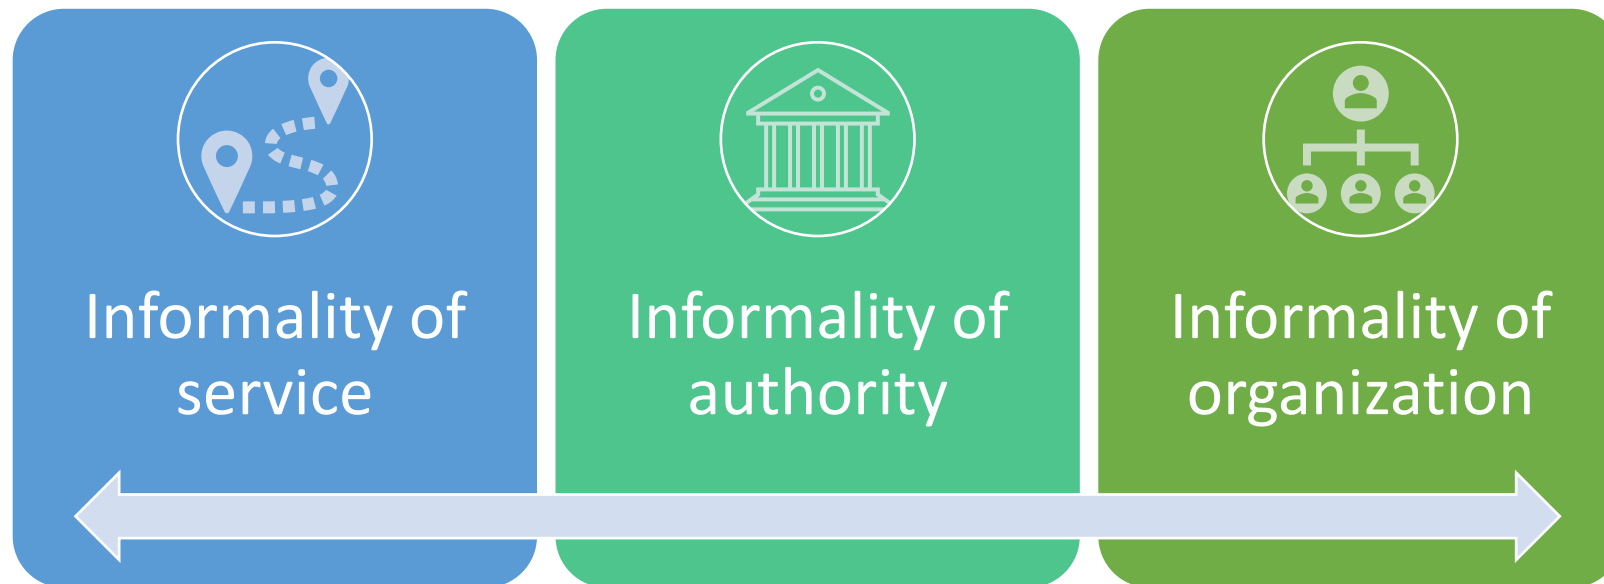 Informality of
service
Informality of
authority
Informality of
organization